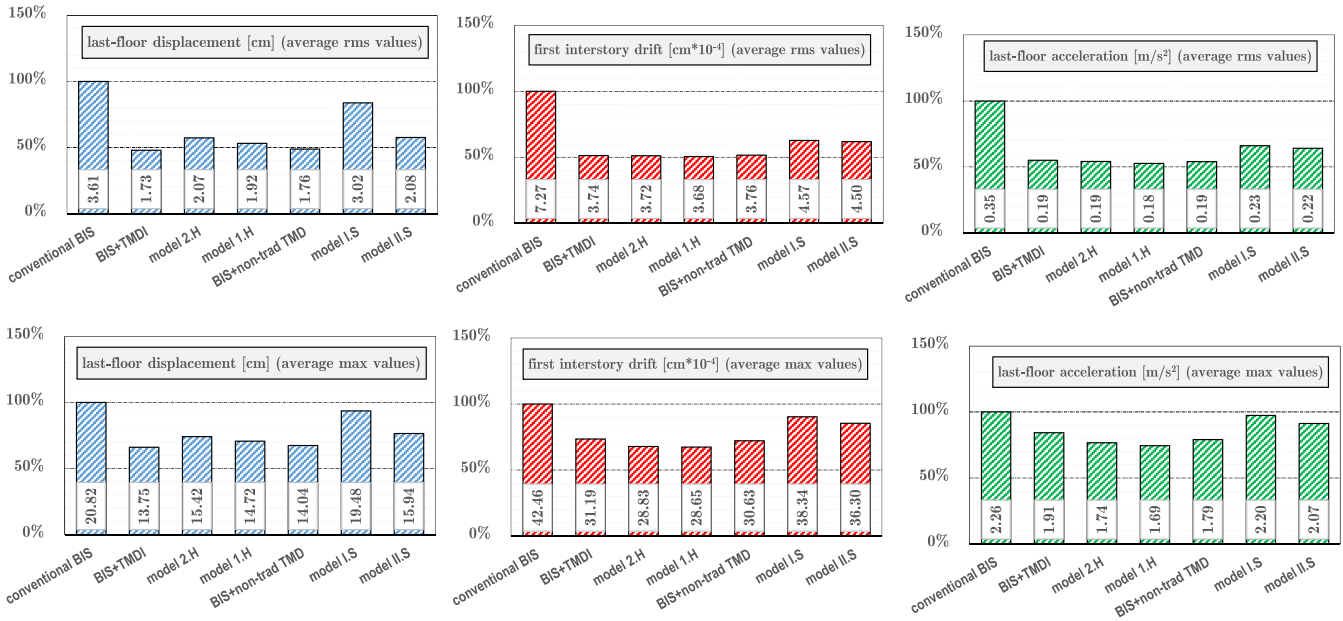 150%
last-floor displacement [cm] (average rms values)
100%
50%
0%
3.61
1.73
2.07
1.92
1.76
3.02
2.08
conventional BIS
BIS+TMDI
model 2.H
model 1.H
BIS+non-trad TMD
model I.S
model II.S
150%
first interstory drift [cm*10⁻⁴] (average rms values)
100%
50%
0%
7.27
3.74
3.72
3.68
3.76
4.57
4.50
conventional BIS
BIS+TMDI
model 2.H
model 1.H
BIS+non-trad TMD
model I.S
model II.S
150%
last-floor acceleration [m/s²] (average rms values)
100%
50%
0%
0.35
0.19
0.19
0.18
0.19
0.23
0.22
conventional BIS
BIS+TMDI
model 2.H
model 1.H
BIS+non-trad TMD
model I.S
model II.S
150%
last-floor displacement [cm] (average max values)
100%
50%
0%
20.82
13.75
15.42
14.72
14.04
19.48
15.94
conventional BIS
BIS+TMDI
model 2.H
model 1.H
BIS+non-trad TMD
model I.S
model II.S
150%
first interstory drift [cm*10⁻⁴] (average max values)
100%
50%
0%
42.46
31.19
28.83
28.65
30.63
38.34
36.30
conventional BIS
BIS+TMDI
model 2.H
model 1.H
BIS+non-trad TMD
model I.S
model II.S
150%
last-floor acceleration [m/s²] (average max values)
100%
50%
0%
2.26
1.91
1.74
1.69
1.79
2.20
2.07
conventional BIS
BIS+TMDI
model 2.H
model 1.H
BIS+non-trad TMD
model I.S
model II.S